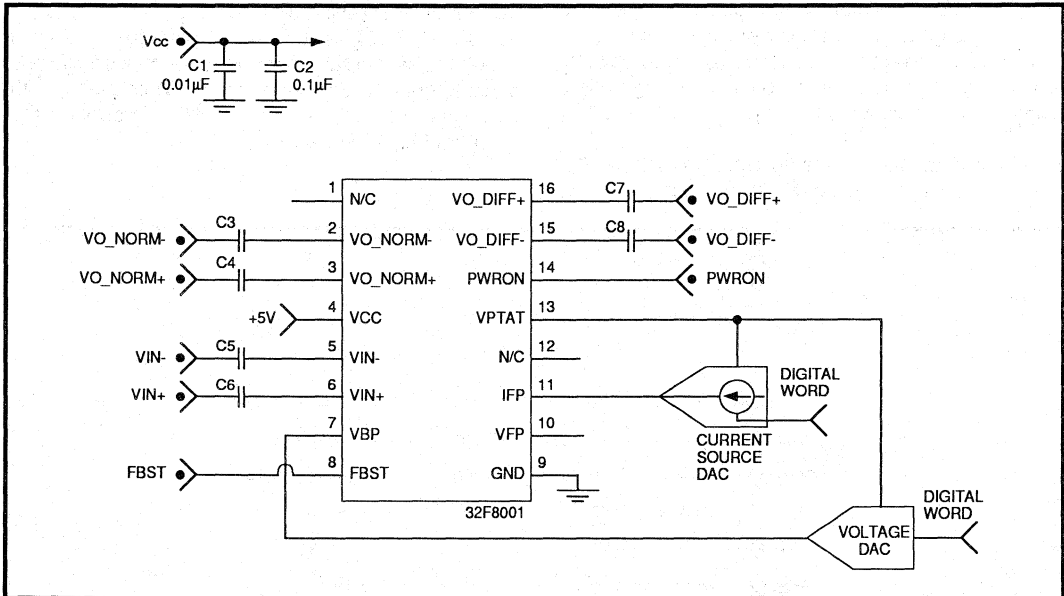 Vcc
C1
0.01µF
C2
0.1µF
1
N/C
VO_NORM-
C3
2
VO_NORM-
VO_NORM+
C4
3
VO_NORM+
+5V
4
VCC
VIN-
C5
5
VIN-
VIN+
C6
6
VIN+
7
VBP
FBST
8
FBST
VO_DIFF+
16
C7
VO_DIFF+
VO_DIFF-
15
C8
VO_DIFF-
PWRON
14
PWRON
VPTAT
13
N/C
12
IFP
11
VFP
10
GND
9
32F8001
DIGITAL
WORD
CURRENT
SOURCE
DAC
DIGITAL
WORD
VOLTAGE
DAC